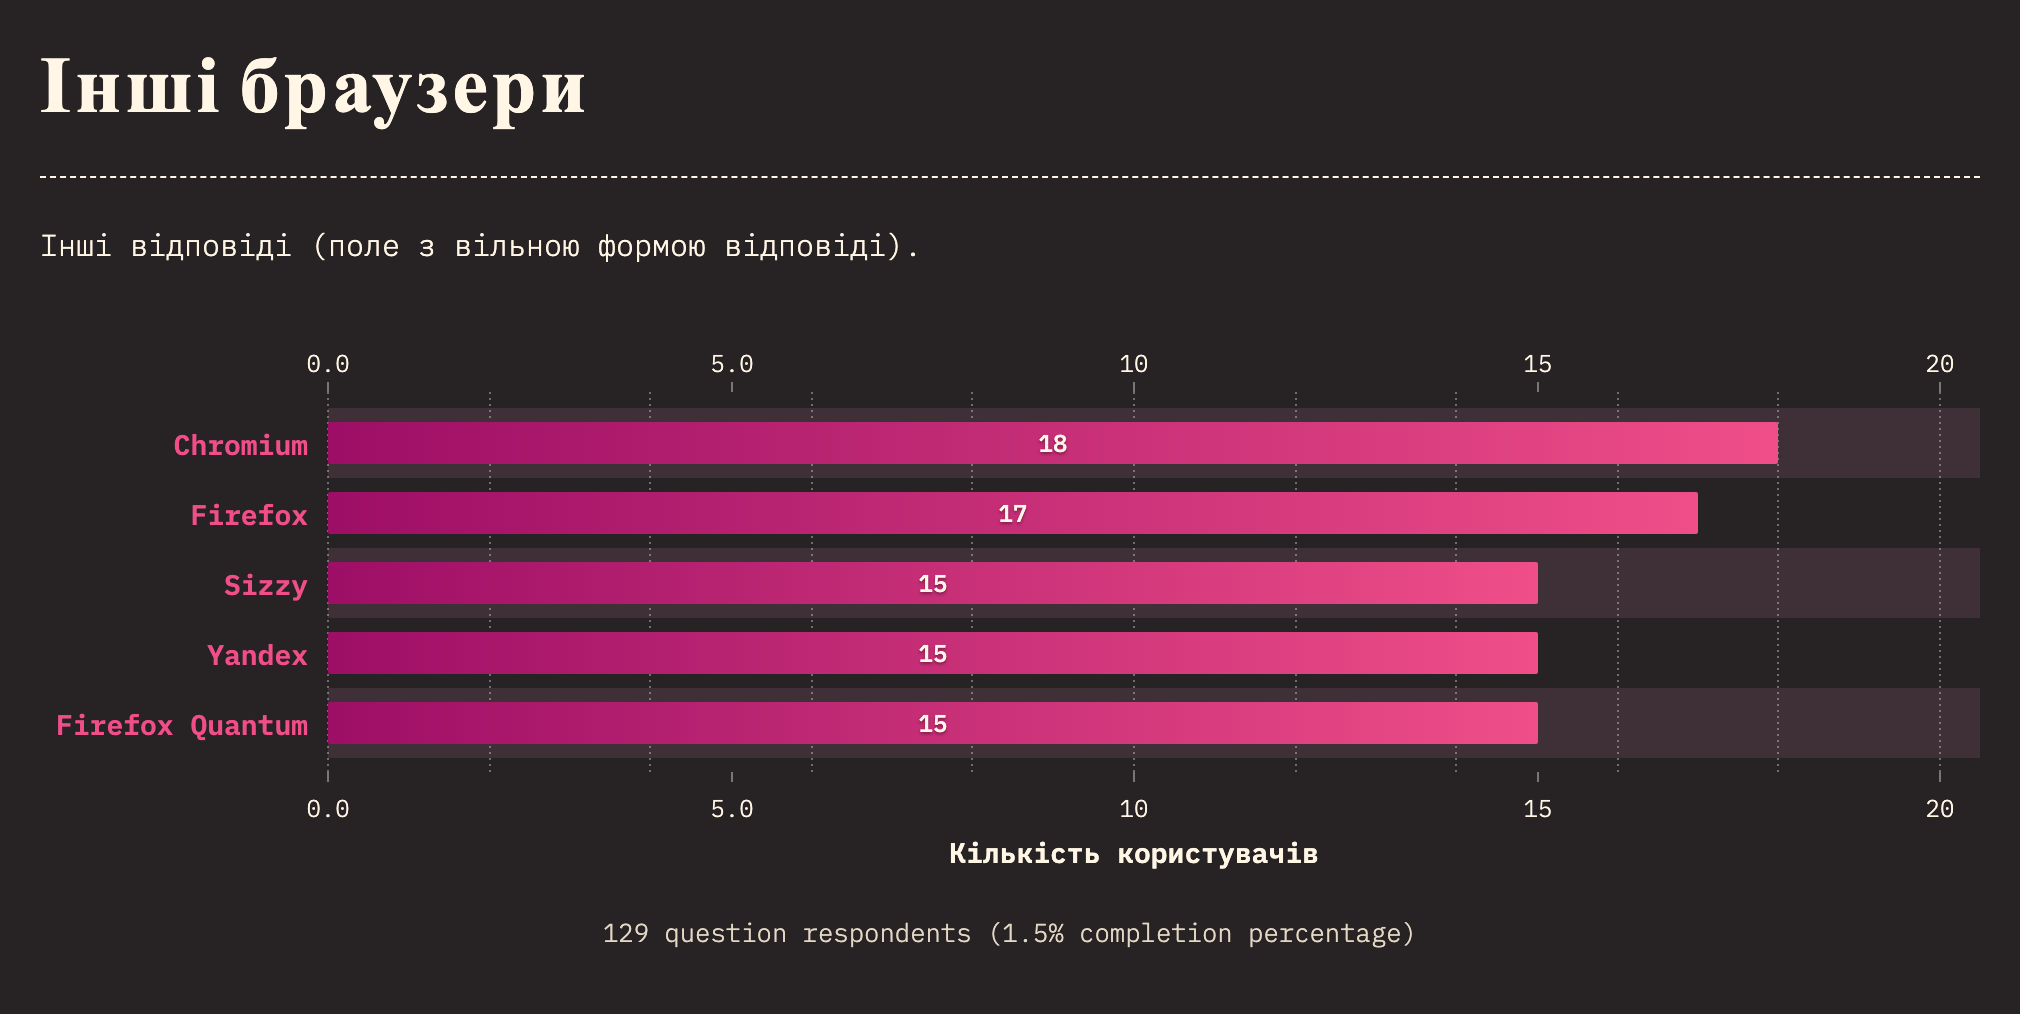 Інші браузери
Інші відповіді (поле з вільною формою відповіді).
0.0 5.0 10 15 20
Chromium 18
Firefox 17
Sizzy 15
Yandex 15
Firefox Quantum 15
0.0 5.0 10 15 20
Кількість користувачів
129 question respondents (1.5% completion percentage)